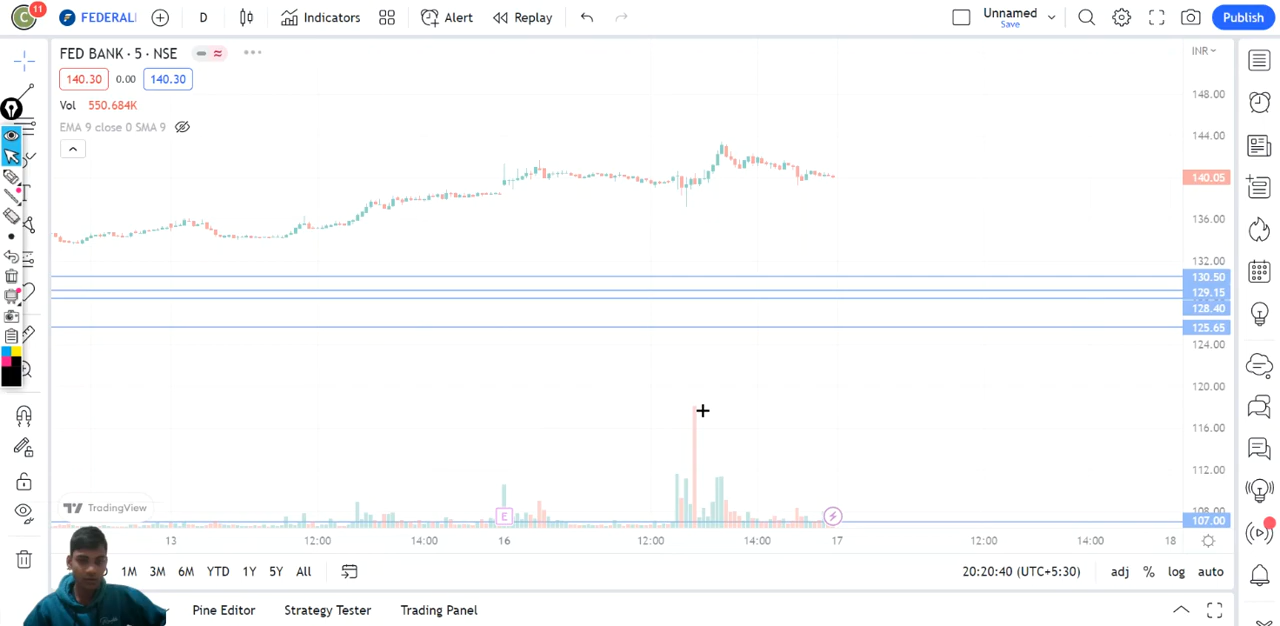 C 11 FEDERAL D Indicators Alert Replay Unnamed Save Publish
FED BANK · 5 · NSE
140.30 0.00 140.30
Vol 550.684K
EMA 9 close 0 SMA 9
INR
148.00
144.00
140.05
136.00
132.00
130.50
129.15
128.40
125.65
124.00
120.00
116.00
112.00
108.00
107.00
TradingView
E
13 12:00 14:00 16 12:00 14:00 17 12:00 14:00 18
1M 3M 6M YTD 1Y 5Y All 20:20:40 (UTC+5:30) adj % log auto
Pine Editor Strategy Tester Trading Panel